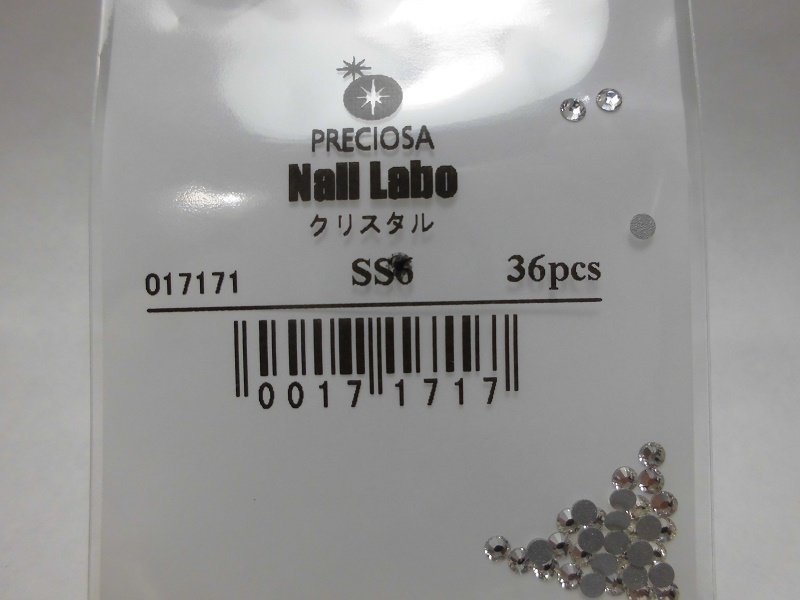 PRECIOSA
Nail Labo
クリスタル
017171 SS6 36pcs
0017 1717